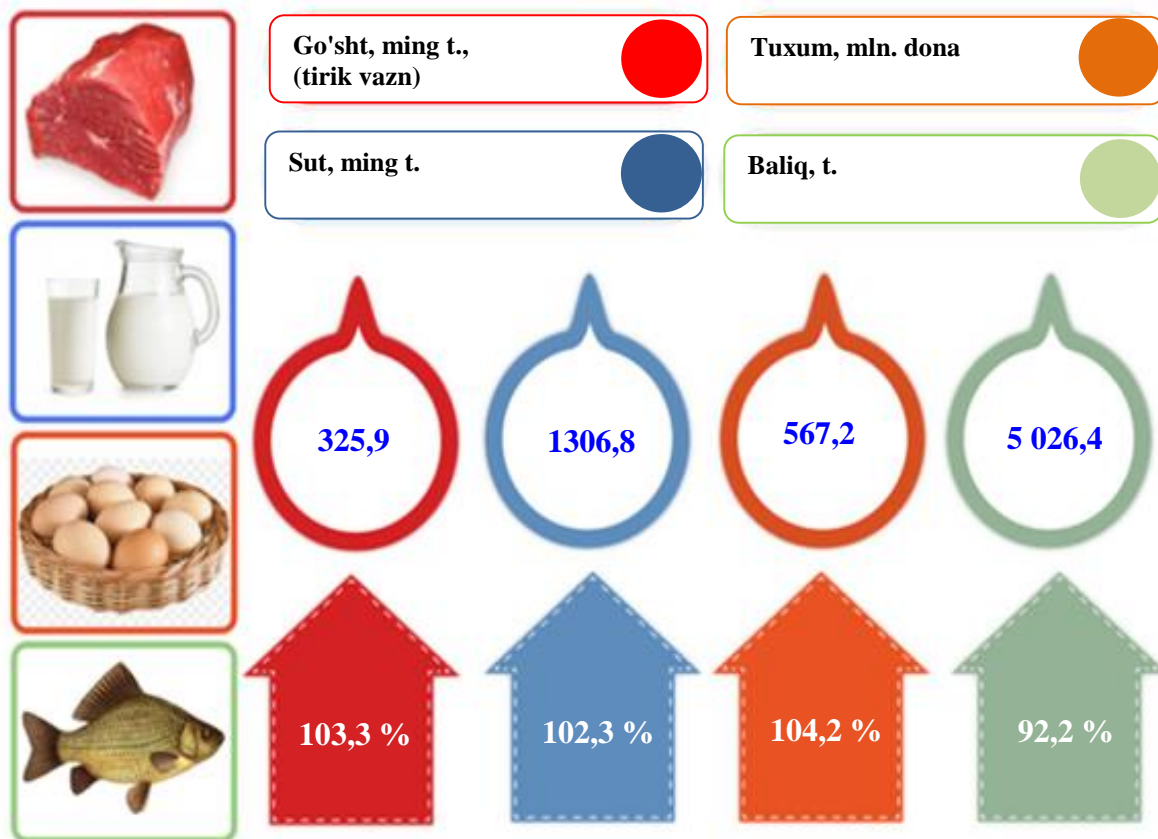 Go'sht, ming t.,
(tirik vazn)
Tuxum, mln. dona
Sut, ming t.
Baliq, t.
325,9
1306,8
567,2
5 026,4
103,3 %
102,3 %
104,2 %
92,2 %